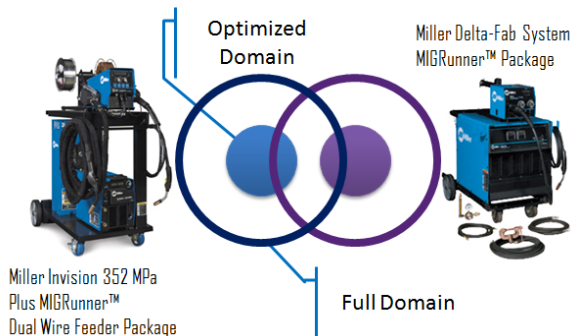 Optimized
Domain
Miller Delta-Fab System
MIGRunner™ Package
Miller Invision 352 MPa
Plus MIGRunner™
Dual Wire Feeder Package
Full Domain